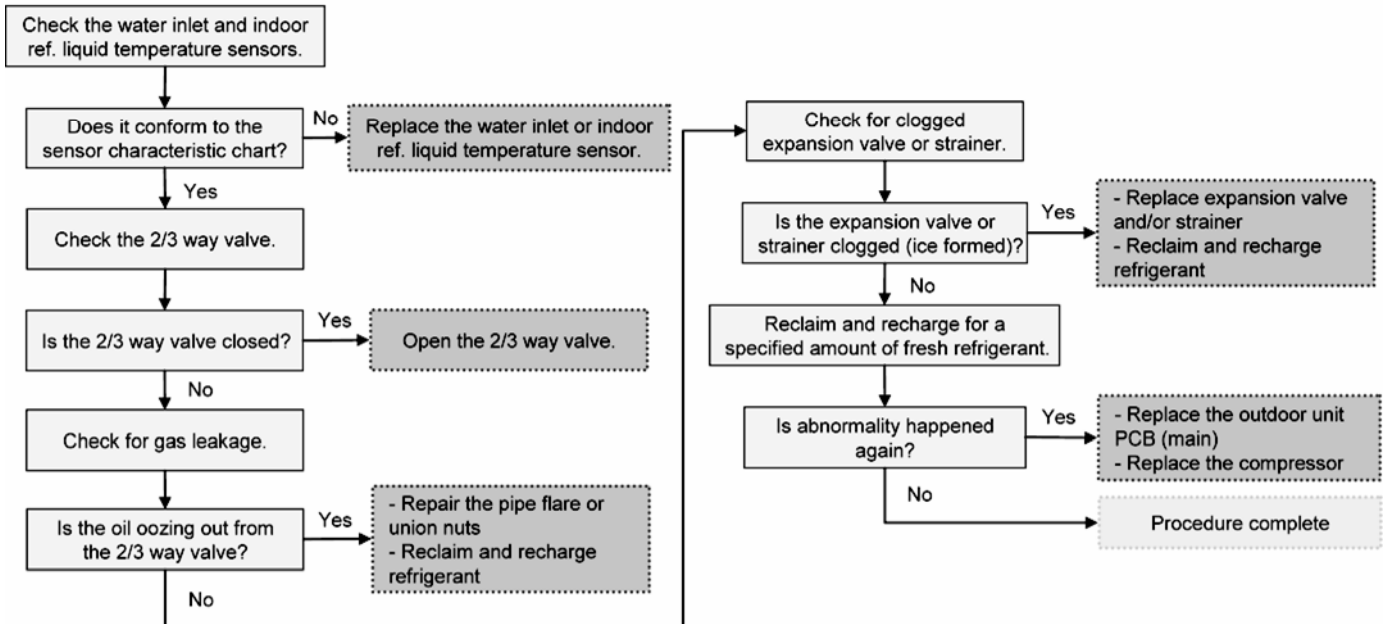 Check the water inlet and indoor
ref. liquid temperature sensors.
Does it conform to the
sensor characteristic chart?
No
Replace the water inlet or indoor
ref. liquid temperature sensor.
Yes
Check the 2/3 way valve.
Is the 2/3 way valve closed?
Yes
Open the 2/3 way valve.
No
Check for gas leakage.
Is the oil oozing out from
the 2/3 way valve?
Yes
- Repair the pipe flare or
union nuts
- Reclaim and recharge
refrigerant
No
Check for clogged
expansion valve or strainer.
Is the expansion valve or
strainer clogged (ice formed)?
Yes
- Replace expansion valve
and/or strainer
- Reclaim and recharge
refrigerant
No
Reclaim and recharge for a
specified amount of fresh refrigerant.
Is abnormality happened
again?
Yes
- Replace the outdoor unit
PCB (main)
- Replace the compressor
No
Procedure complete